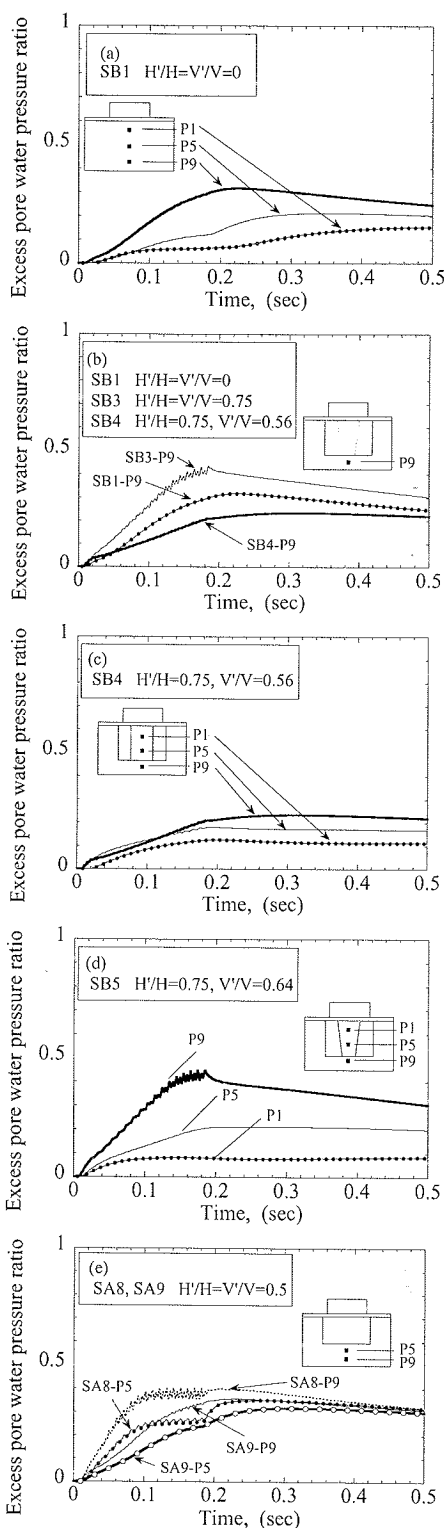 (a)
SB1 H'/H=V'/V=0
P1
P5
P9
1
0.5
0
0
0.1
0.2
0.3
0.4
0.5
Time, (sec)
Excess pore water pressure ratio
(b)
SB1 H'/H=V'/V=0
SB3 H'/H=V'/V=0.75
SB4 H'/H=0.75, V'/V=0.56
P9
SB3-P9
SB1-P9
SB4-P9
1
0.5
0
0
0.1
0.2
0.3
0.4
0.5
Time, (sec)
Excess pore water pressure ratio
(c)
SB4 H'/H=0.75, V'/V=0.56
P1
P5
P9
1
0.5
0
0
0.1
0.2
0.3
0.4
0.5
Time, (sec)
Excess pore water pressure ratio
(d)
SB5 H'/H=0.75, V'/V=0.64
P1
P5
P9
P9
P5
P1
1
0.5
0
0
0.1
0.2
0.3
0.4
0.5
Time, (sec)
Excess pore water pressure ratio
(e)
SA8, SA9 H'/H=V'/V=0.5
P5
P9
SA8-P5
SA8-P9
SA9-P9
SA9-P5
1
0.5
0
0
0.1
0.2
0.3
0.4
0.5
Time, (sec)
Excess pore water pressure ratio